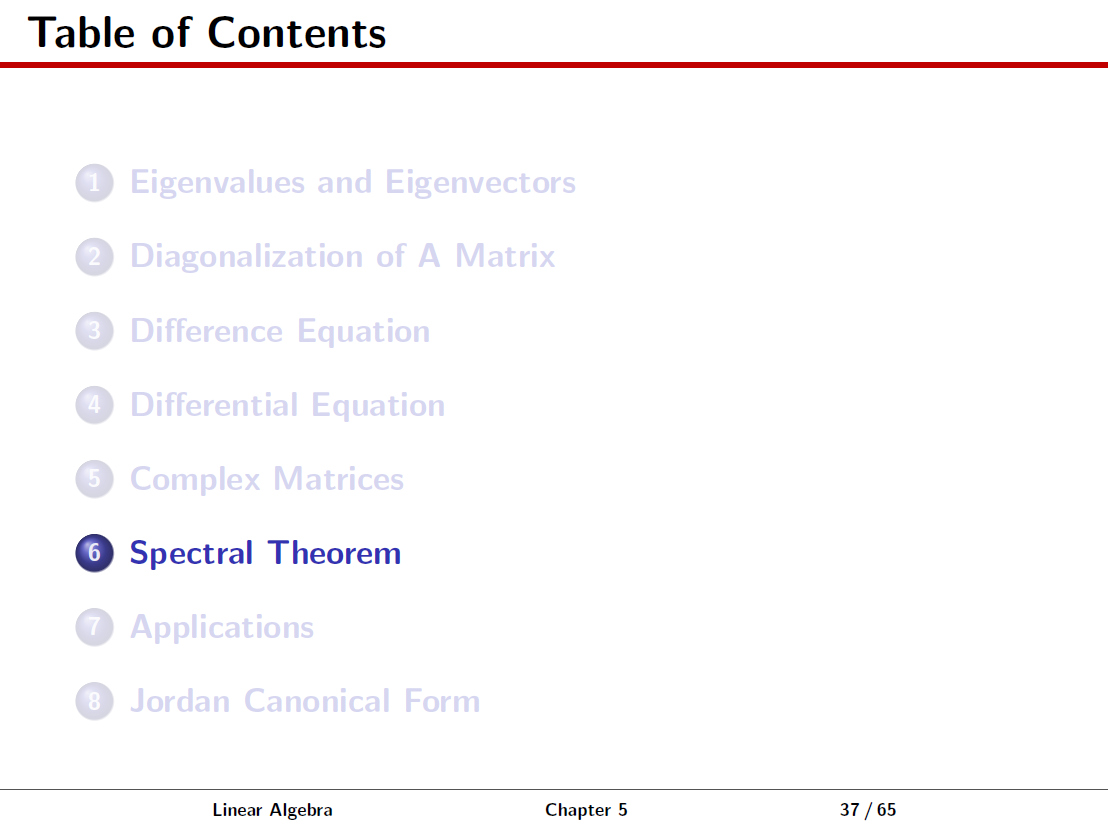 Table of Contents
1 Eigenvalues and Eigenvectors
2 Diagonalization of A Matrix
3 Difference Equation
4 Differential Equation
5 Complex Matrices
6 Spectral Theorem
7 Applications
8 Jordan Canonical Form
Linear Algebra Chapter 5 37 / 65